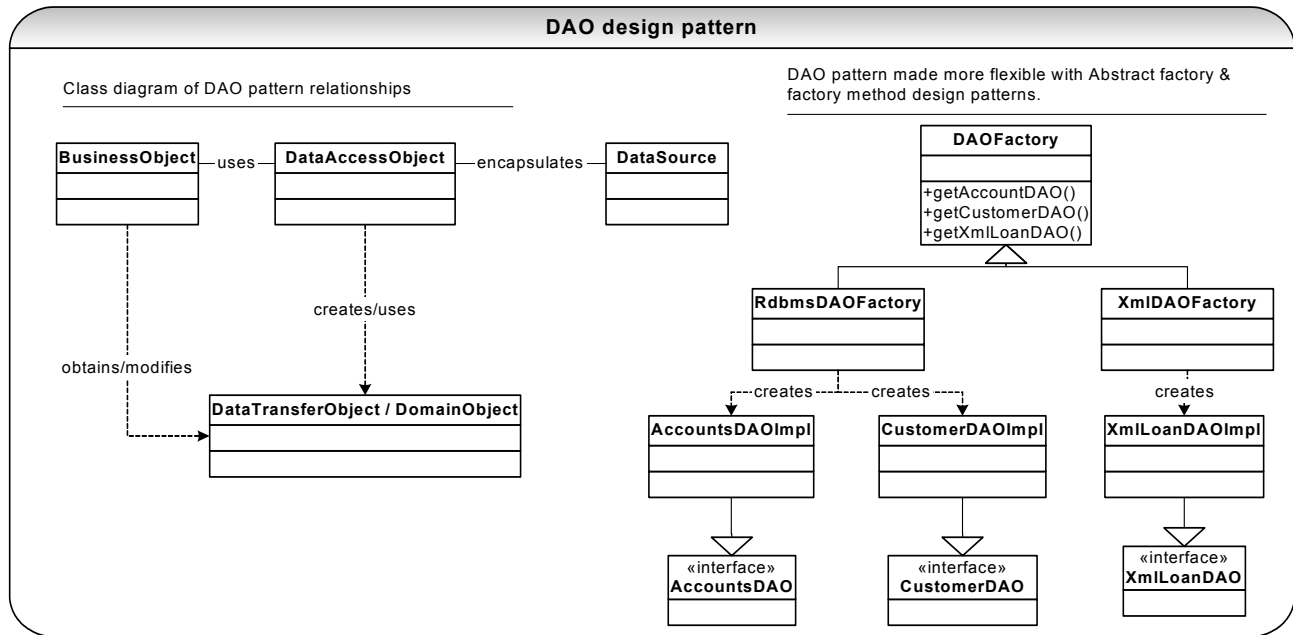 DAO design pattern
Class diagram of DAO pattern relationships
BusinessObject
uses
DataAccessObject
encapsulates
DataSource
creates/uses
obtains/modifies
DataTransferObject / DomainObject
DAO pattern made more flexible with Abstract factory &
factory method design patterns.
DAOFactory
+getAccountDAO()
+getCustomerDAO()
+getXmlLoanDAO()
RdbmsDAOFactory
XmlDAOFactory
creates
creates
creates
AccountsDAOImpl
CustomerDAOImpl
XmlLoanDAOImpl
«interface»
AccountsDAO
«interface»
CustomerDAO
«interface»
XmlLoanDAO